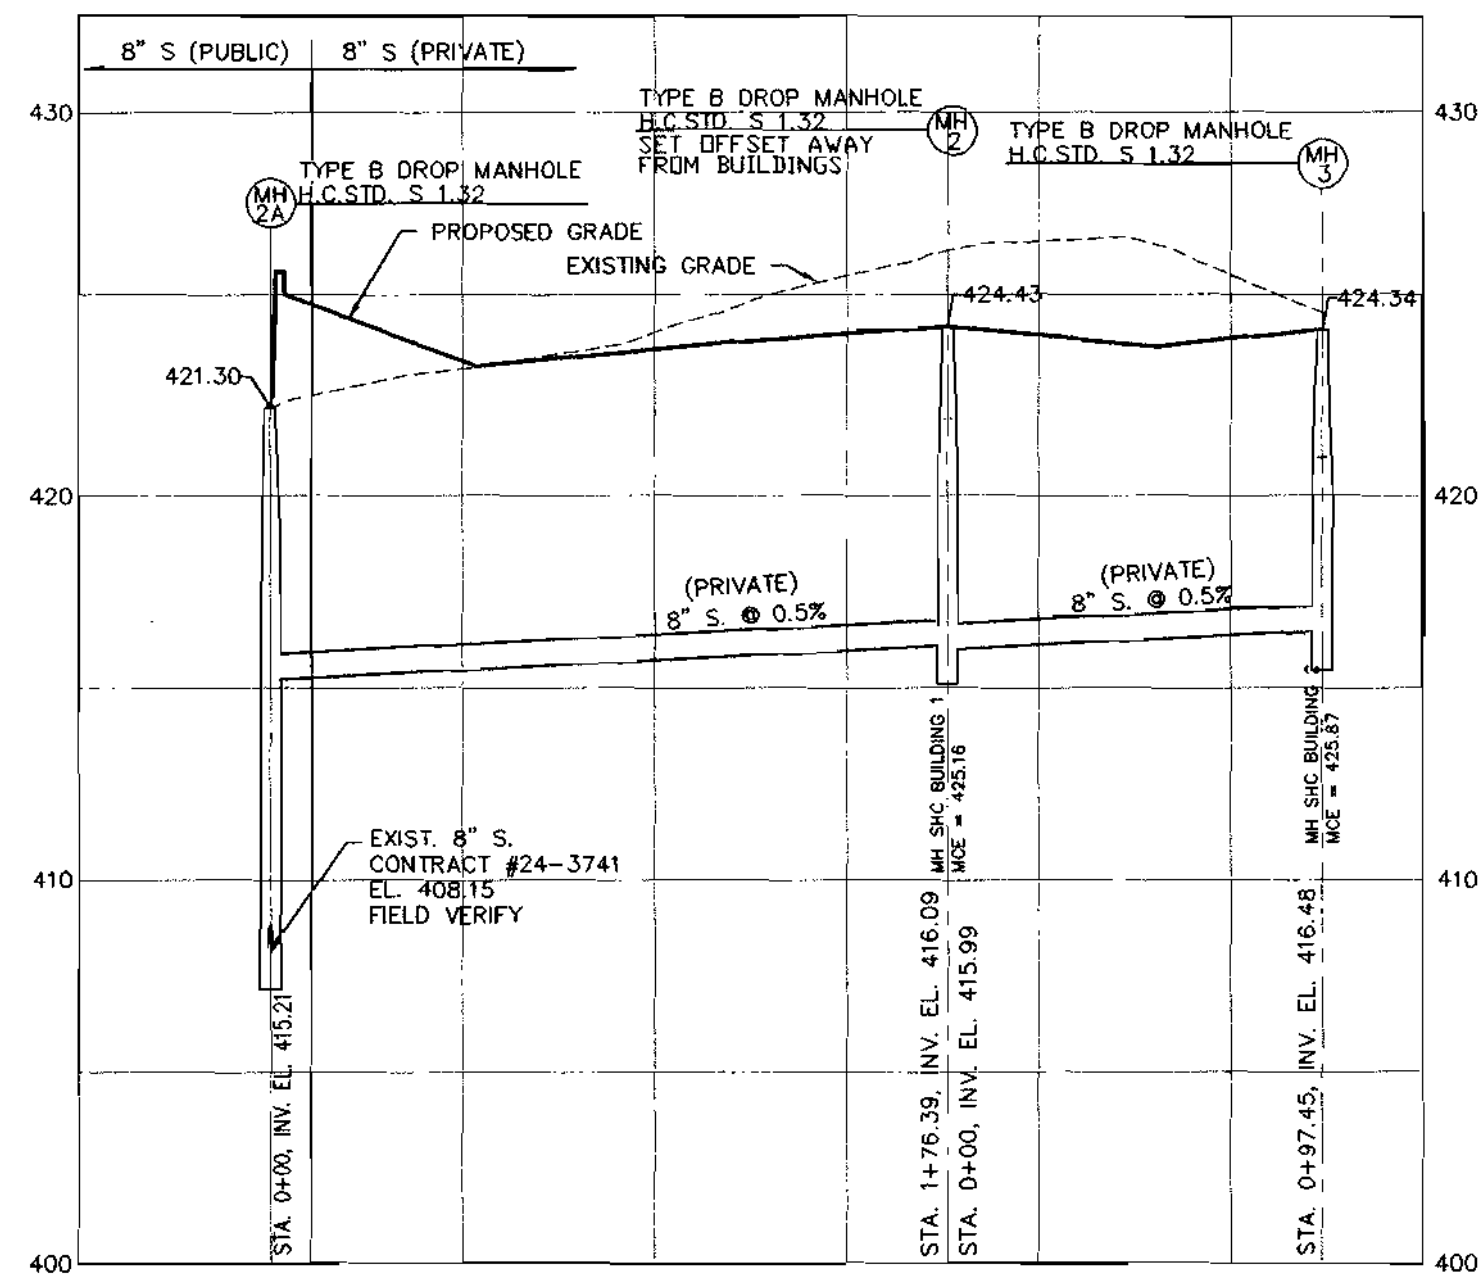 8" S (PUBLIC)
8" S (PRIVATE)
430
430
TYPE B DROP MANHOLE
H.C.STD. S 1.32
SET OFFSET AWAY
FROM BUILDINGS
MH
2
TYPE B DROP MANHOLE
H.C.STD. S 1.32
MH
3
TYPE B DROP MANHOLE
H.C.STD. S 1.32
MH
2A
PROPOSED GRADE
EXISTING GRADE
424.43
424.34
421.30
420
420
(PRIVATE)
8" S. @ 0.5%
(PRIVATE)
8" S. @ 0.5%
EXIST. 8" S.
CONTRACT #24-3741
EL. 408.15
FIELD VERIFY
410
410
STA. 0+00, INV. EL. 415.21
MH SHC BUILDING 1
MCE = 425.16
STA. 1+76.39, INV. EL. 416.09
STA. 0+00, INV. EL. 415.99
MH SHC BUILDING
MCE = 425.87
STA. 0+97.45, INV. EL. 416.48
400
400